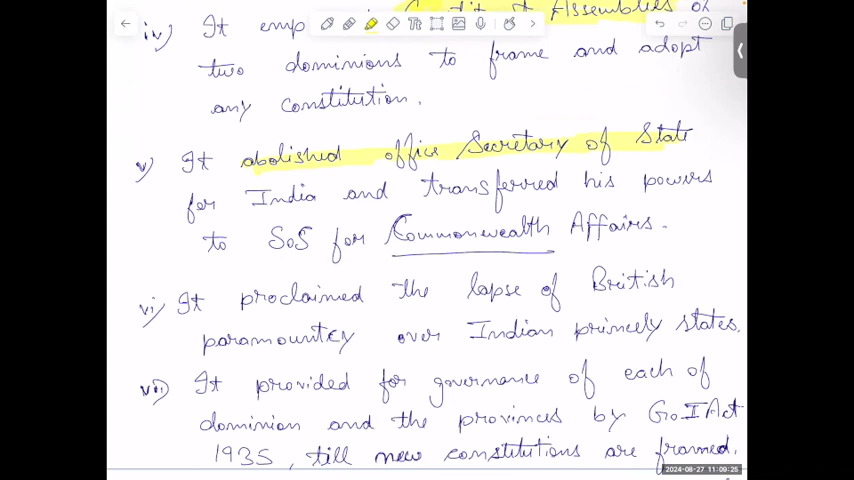 Assemblies of
iv) It emp
two dominions to frame and adopt
any constitution.
v) It abolished office Secretary of State
for India and transferred his powers
to SoS for Commonwealth Affairs.
vi) It proclaimed the lapse of British
paramountcy over Indian princely states.
vii) It provided for governance of each of
dominion and the provinces by GoI Act
1935, till new constitutions are framed.
2024-08-27 11:09:25